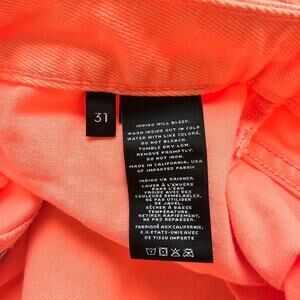 31
INDIGO WILL BLEED.
WASH INSIDE OUT IN COLD
WATER WITH LIKE COLORS.
DO NOT BLEACH.
TUMBLE DRY LOW.
REMOVE PROMPTLY.
DO NOT IRON.
MADE IN CALIFORNIA, USA
OF IMPORTED FABRIC
INDIGO VA SAIGNER.
LAVER À L'ENVERS
DANS L'EAU
FROIDE AVEC DES
COULEURS SEMBLABLES.
NE PAS UTILISER
DE JAVEL.
SÉCHER À BASSE
TEMPÉRATURE
RETIRER RAPIDEMENT.
NE PAS REPASSER.
FABRIQUÉ AUX CALIFORNIE,
É.U.ETATS-UNIS AVEC
DE TISSU IMPORTÉ